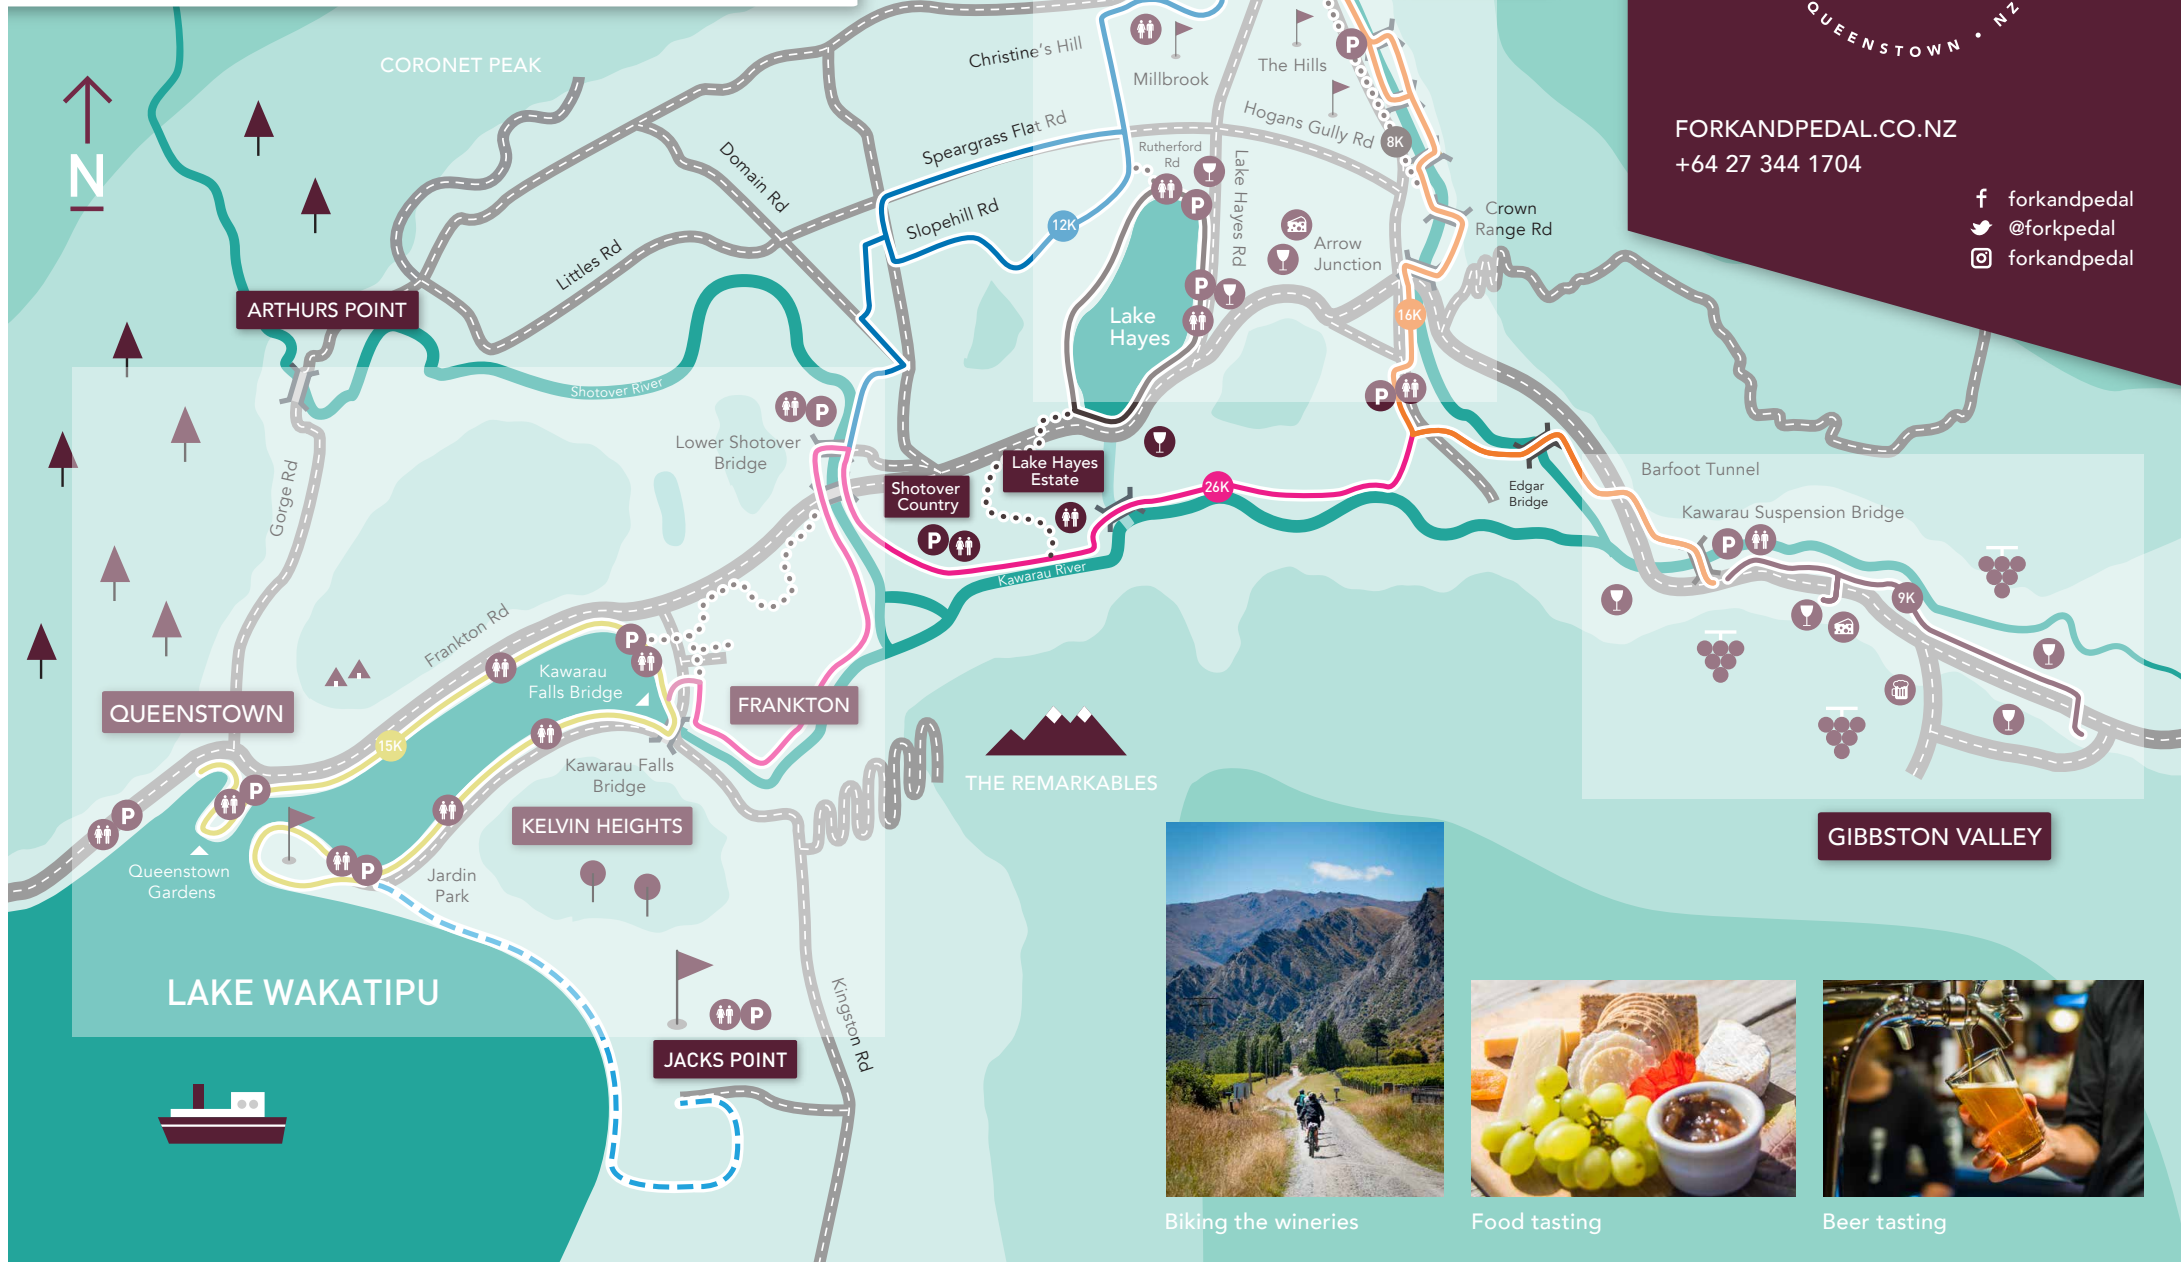 QUEENSTOWN • NZ
FORKANDPEDAL.CO.NZ
+64 27 344 1704
forkandpedal
@forkpedal
forkandpedal
CORONET PEAK
N
Christine's Hill
Millbrook
The Hills
P
Speargrass Flat Rd
Hogans Gully Rd
8K
Rutherford
Rd
Domain Rd
Lake Hayes Rd
P
Slopehill Rd
12K
Crown
Range Rd
Arrow
Junction
Littles Rd
P
ARTHURS POINT
Lake
Hayes
16K
Shotover River
P
P
Lower Shotover
Bridge
Lake Hayes
Estate
Shotover
Country
26K
Edgar
Bridge
Barfoot Tunnel
Kawarau Suspension Bridge
P
Gorge Rd
P
Kawarau River
9K
Frankton Rd
P
Kawarau
Falls Bridge
FRANKTON
QUEENSTOWN
15K
Kawarau Falls
Bridge
THE REMARKABLES
P
P
KELVIN HEIGHTS
GIBBSTON VALLEY
Queenstown
Gardens
P
Jardin
Park
LAKE WAKATIPU
Kingston Rd
P
JACKS POINT
Biking the wineries
Food tasting
Beer tasting